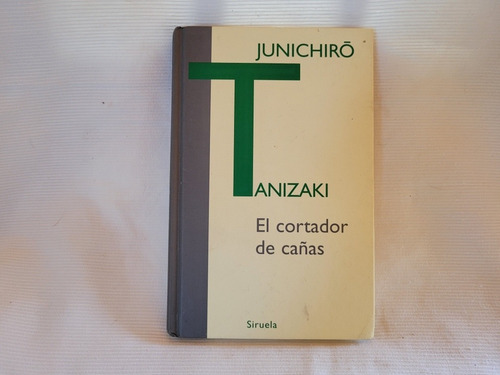 JUNICHIRŌ
TANIZAKI
El cortador
de cañas
Siruela